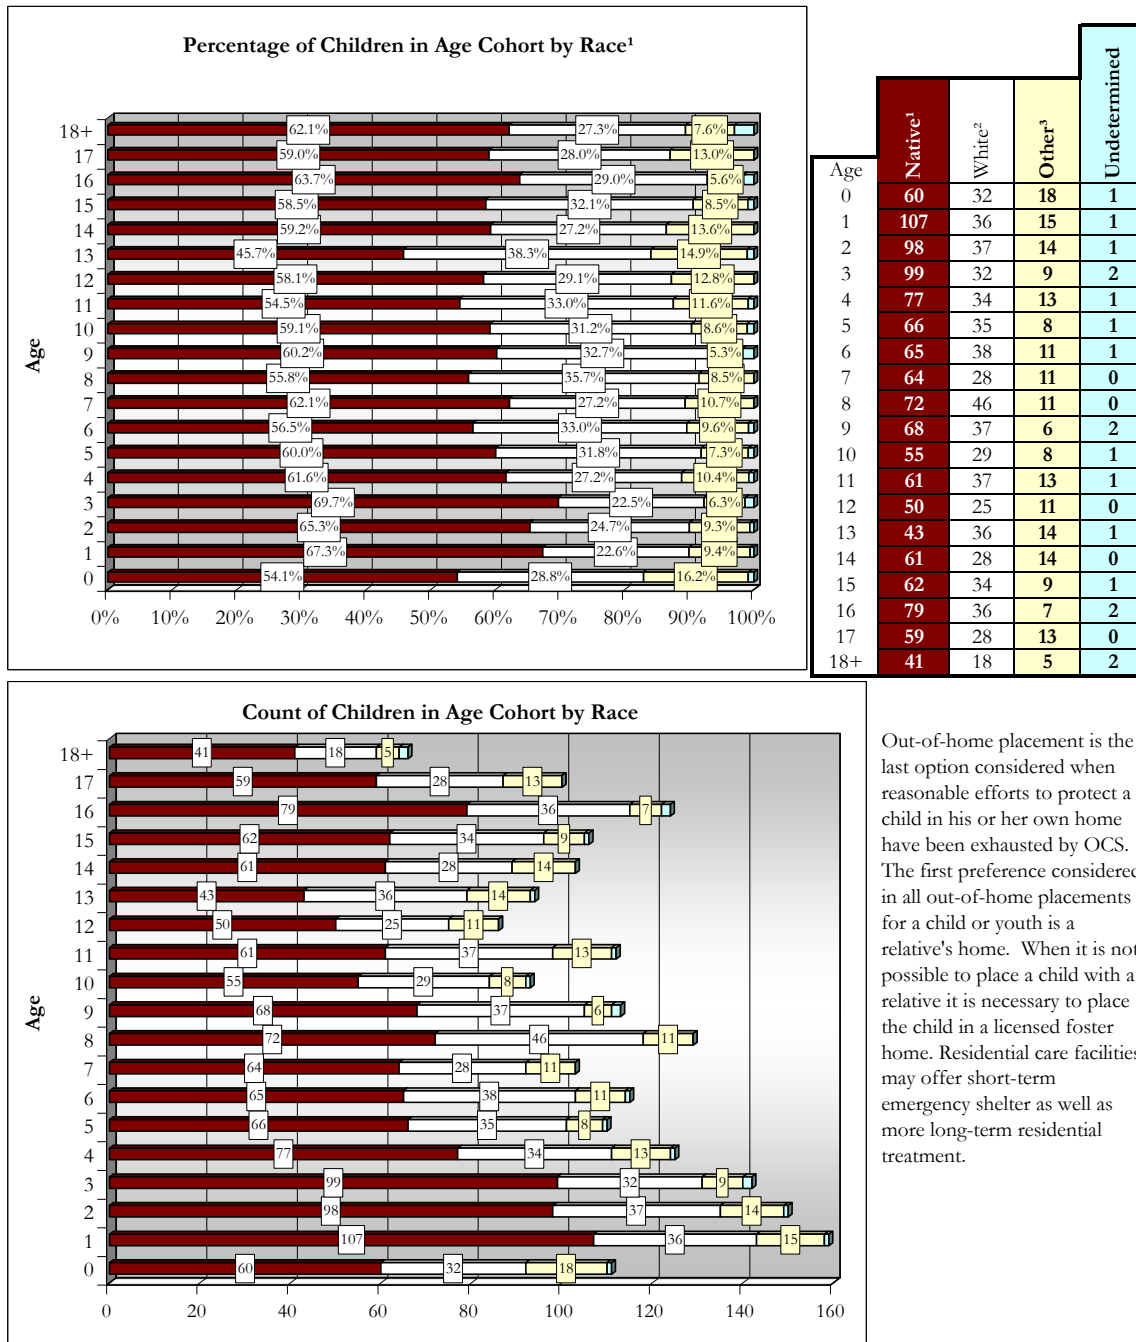 Percentage of Children in Age Cohort by Race¹
Age
18+ 62.1% 27.3% 7.6%
17 59.0% 28.0% 13.0%
16 63.7% 29.0% 5.6%
15 58.5% 32.1% 8.5%
14 59.2% 27.2% 13.6%
13 45.7% 38.3% 14.9%
12 58.1% 29.1% 12.8%
11 54.5% 33.0% 11.6%
10 59.1% 31.2% 8.6%
9 60.2% 32.7% 5.3%
8 55.8% 35.7% 8.5%
7 62.1% 27.2% 10.7%
6 56.5% 33.0% 9.6%
5 60.0% 31.8% 7.3%
4 61.6% 27.2% 10.4%
3 69.7% 22.5% 6.3%
2 65.3% 24.7% 9.3%
1 67.3% 22.6% 9.4%
0 54.1% 28.8% 16.2%
0% 10% 20% 30% 40% 50% 60% 70% 80% 90% 100%
Age Native¹ White² Other³ Undetermined
0 60 32 18 1
1 107 36 15 1
2 98 37 14 1
3 99 32 9 2
4 77 34 13 1
5 66 35 8 1
6 65 38 11 1
7 64 28 11 0
8 72 46 11 0
9 68 37 6 2
10 55 29 8 1
11 61 37 13 1
12 50 25 11 0
13 43 36 14 1
14 61 28 14 0
15 62 34 9 1
16 79 36 7 2
17 59 28 13 0
18+ 41 18 5 2
Count of Children in Age Cohort by Race
Age
18+ 41 18 5
17 59 28 13
16 79 36 7
15 62 34 9
14 61 28 14
13 43 36 14
12 50 25 11
11 61 37 13
10 55 29 8
9 68 37 6
8 72 46 11
7 64 28 11
6 65 38 11
5 66 35 8
4 77 34 13
3 99 32 9
2 98 37 14
1 107 36 15
0 60 32 18
0 20 40 60 80 100 120 140 160
Out-of-home placement is the
last option considered when
reasonable efforts to protect a
child in his or her own home
have been exhausted by OCS.
The first preference considered
in all out-of-home placements
for a child or youth is a
relative's home. When it is not
possible to place a child with a
relative it is necessary to place
the child in a licensed foster
home. Residential care facilities
may offer short-term
emergency shelter as well as
more long-term residential
treatment.